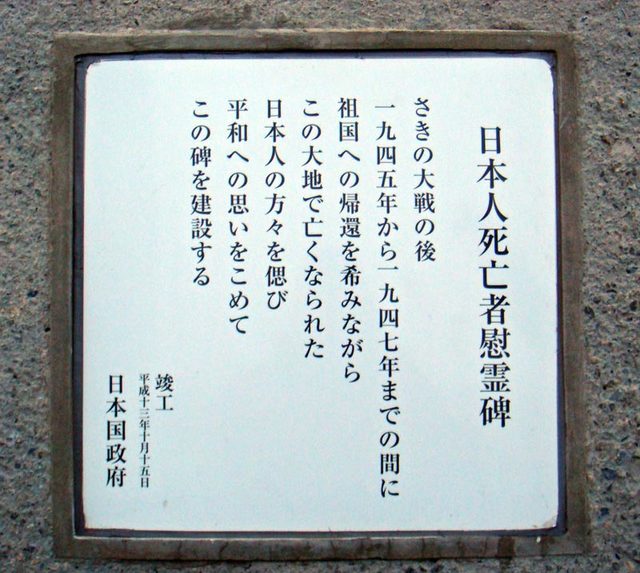 日本人死亡者慰霊碑
さきの大戦の後
一九四五年から一九四七年までの間に
祖国への帰還を希みながら
この大地で亡くなられた
日本人の方々を偲び
平和への思いをこめて
この碑を建設する
竣工
平成十三年十月十五日
日本国政府